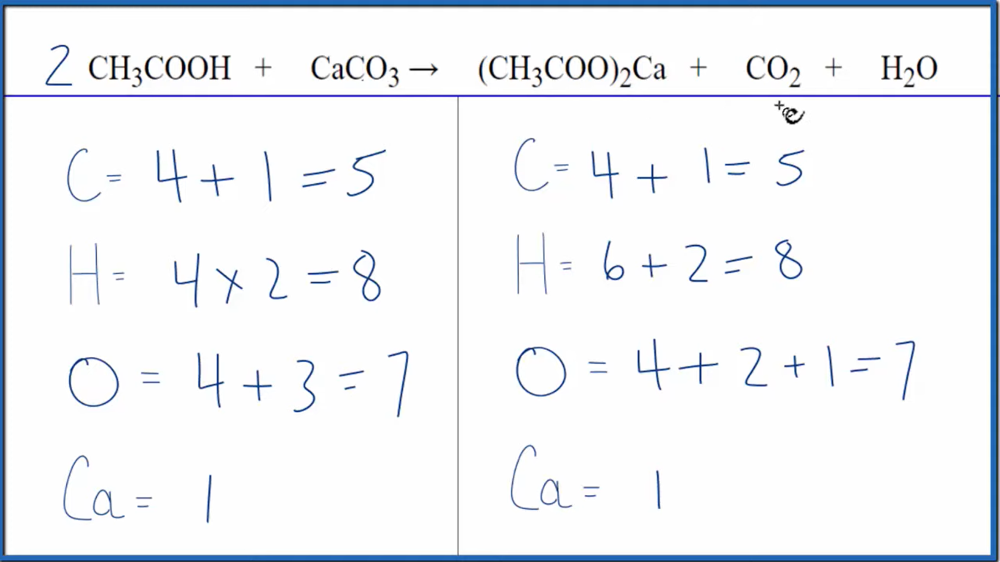 2 CH₃COOH + CaCO₃ → (CH₃COO)₂Ca + CO₂ + H₂O
C = 4 + 1 = 5
H = 4 x 2 = 8
O = 4 + 3 = 7
Ca = 1
C = 4 + 1 = 5
H = 6 + 2 = 8
O = 4 + 2 + 1 = 7
Ca = 1